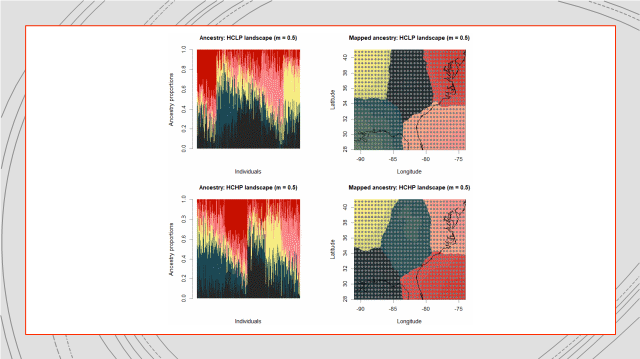 Ancestry: HCLP landscape (m = 0.5)
Ancestry proportions
0.0 0.2 0.4 0.6 0.8 1.0
Individuals
Mapped ancestry: HCLP landscape (m = 0.5)
Latitude
28 30 32 34 36 38 40
-90 -85 -80 -75
Longitude
Ancestry: HCHP landscape (m = 0.5)
Ancestry proportions
0.0 0.2 0.4 0.6 0.8 1.0
Individuals
Mapped ancestry: HCHP landscape (m = 0.5)
Latitude
28 30 32 34 36 38 40
-90 -85 -80 -75
Longitude